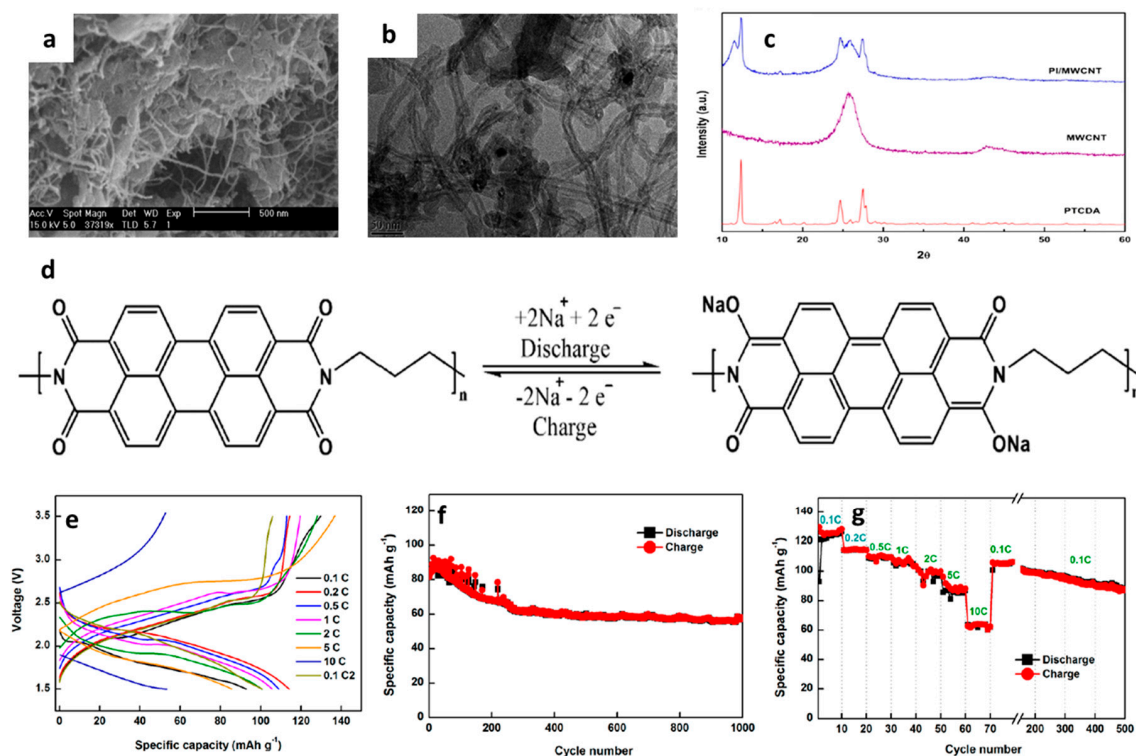 a
Acc.V Spot Magn Det WD Exp
15.0 kV 5.0 37319x TLD 5.7 1
500 nm
b
50 nm
c
Intensity (a.u.)
PI/MWCNT
MWCNT
PTCDA
10 20 30 40 50 60
2θ
d
O O
N N
O O
n
+2Na+ + 2 e−
Discharge
-2Na+ - 2 e−
Charge
NaO O
N N
O ONa
n
e
Voltage (V)
3.5
3.0
2.5
2.0
1.5
0.1 C
0.2 C
0.5 C
1 C
2 C
5 C
10 C
0.1 C2
0 20 40 60 80 100 120 140
Specific capacity (mAh g-1)
f
Specific capacity (mAh g-1)
120
100
80
60
40
20
0
Discharge
Charge
0 200 400 600 800 1000
Cycle number
g
Specific capacity (mAh g-1)
140
120
100
80
60
40
20
0
0.1C
0.2C
0.5C
1C
2C
5C
10C
0.1C
0.1C
Discharge
Charge
0 10 20 30 40 50 60 70 200 300 400 500
Cycle number